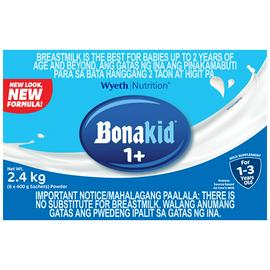 BREASTMILK IS THE BEST FOR BABIES UP TO 2 YEARS OF
AGE AND BEYOND. ANG GATAS NG INA ANG PINAKAMABUTI
PARA SA BATA HANGGANG 2 TAON AT HIGIT PA.
NEW LOOK,
NEW
FORMULA!
Wyeth | Nutrition
Bonakid
1+
Net Wt.
2.4 kg
(6 x 400 g Sachets) Powder
MILK SUPPLEMENT
For
1-3
Years
Old
IMPORTANT NOTICE/MAHALAGANG PAALALA: THERE IS
NO SUBSTITUTE FOR BREASTMILK. WALANG ANUMANG
GATAS ANG PWEDENG IPALIT SA GATAS NG INA.